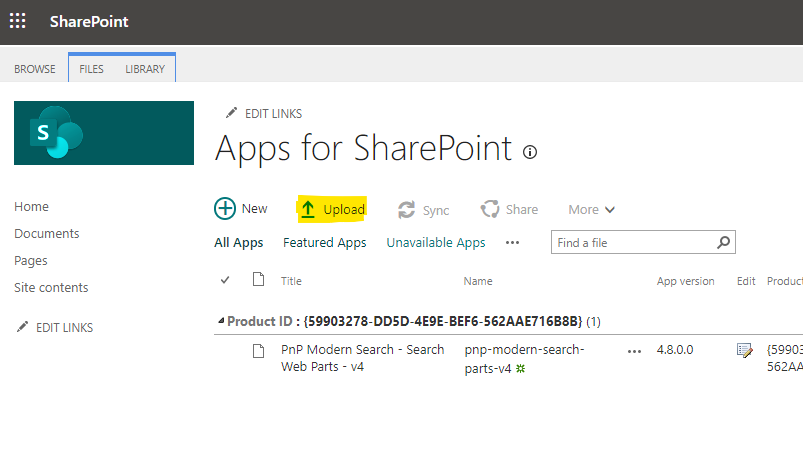 SharePoint
BROWSE FILES LIBRARY
S
EDIT LINKS
Apps for SharePoint
Home
Documents
Pages
Site contents
EDIT LINKS
New Upload Sync Share More
All Apps Featured Apps Unavailable Apps ••• Find a file
Title Name App version Edit Product
Product ID : {59903278-DD5D-4E9E-BEF6-562AAE716B8B} (1)
PnP Modern Search - Search pnp-modern-search- ••• 4.8.0.0 {59903
Web Parts - v4 parts-v4 562AAE